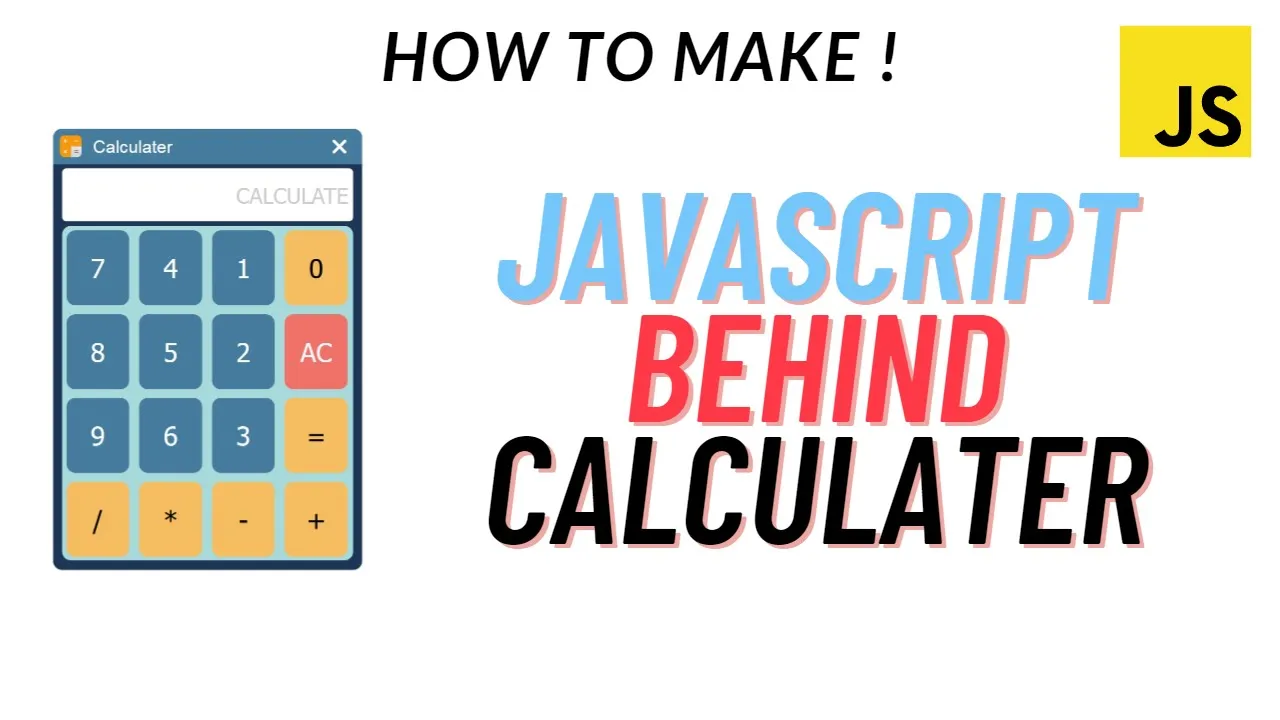 HOW TO MAKE !
JS
Calculater
CALCULATE
7 4 1 0
8 5 2 AC
9 6 3 =
/ * - +
JAVASCRIPT
BEHIND
CALCULATER